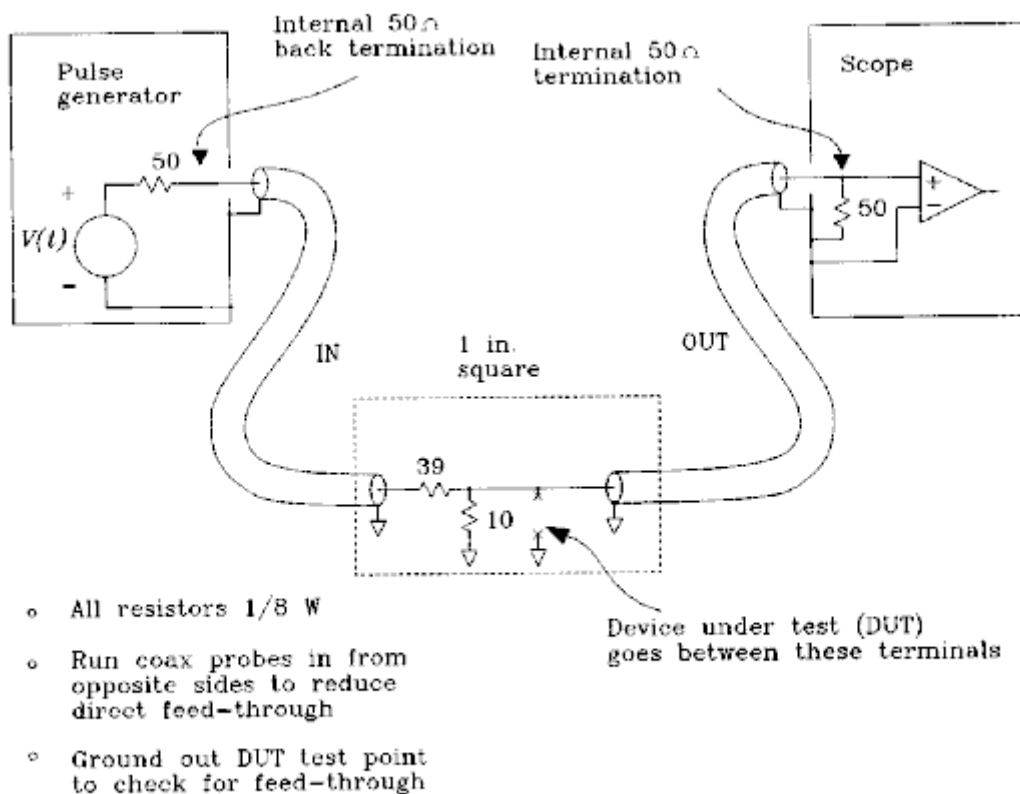 Internal 50Ω
back termination
Internal 50Ω
termination
Pulse
generator
Scope
50
+
V(t)
-
50
+
-
IN
OUT
1 in.
square
39
10
Device under test (DUT)
goes between these terminals
o All resistors 1/8 W
o Run coax probes in from
opposite sides to reduce
direct feed-through
o Ground out DUT test point
to check for feed-through